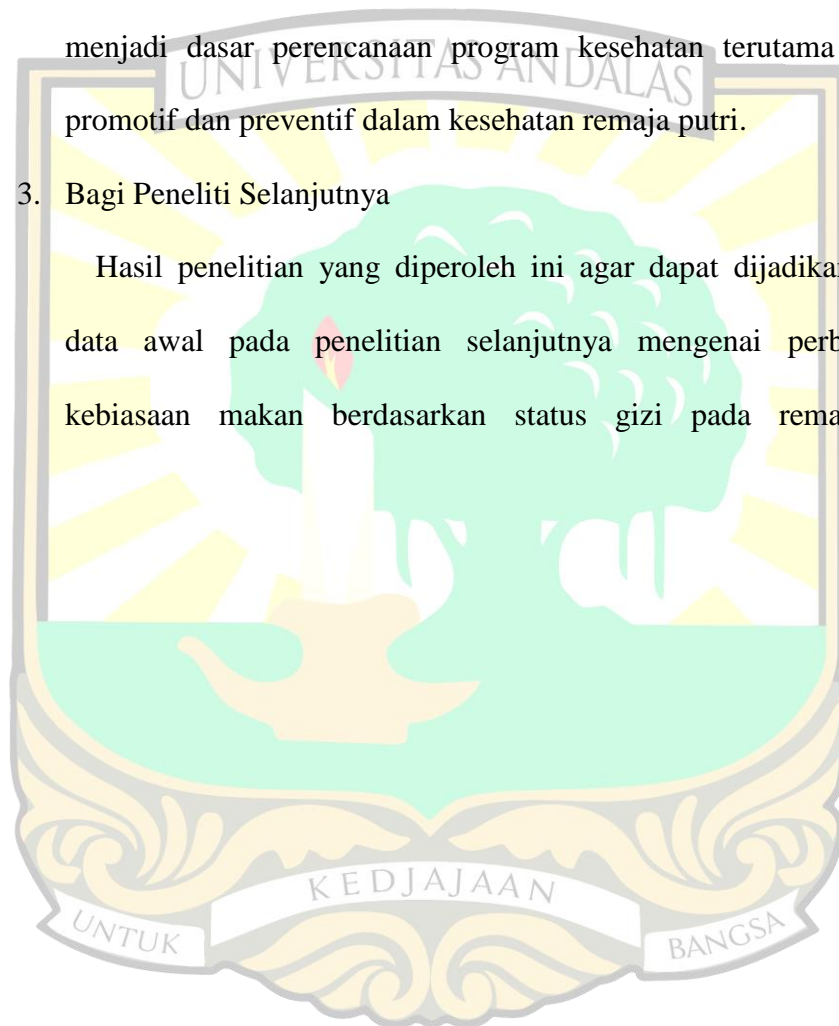 menjadi dasar perencanaan program kesehatan terutama
UNIVERSITAS ANDALAS
promotif dan preventif dalam kesehatan remaja putri.
3. Bagi Peneliti Selanjutnya
Hasil penelitian yang diperoleh ini agar dapat
data awal pada penelitian selanjutnya mengenai
kebiasaan makan berdasarkan status gizi pada
KEDJAJAAN
UNTUK
BANGSA